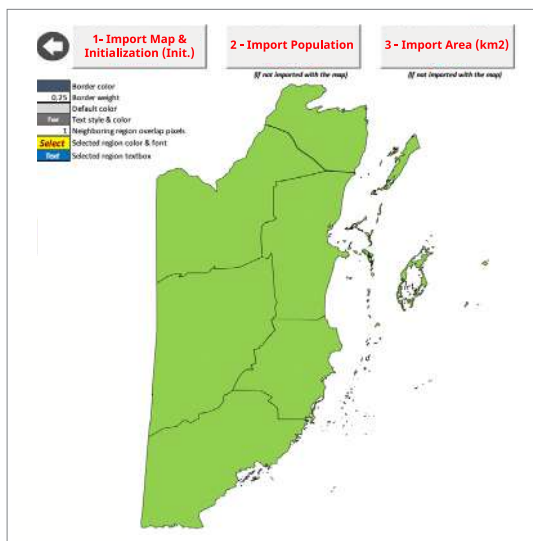 1- Import Map &
Initialization (Init.)
2 - Import Population
3 - Import Area (km2)
(If not imported with the map)
(If not imported with the map)
Border color
0,25 Border weight
Default color
Text style & color
1 Neighboring region overlap pixels
Select Selected region color & font
Text Selected region textbox